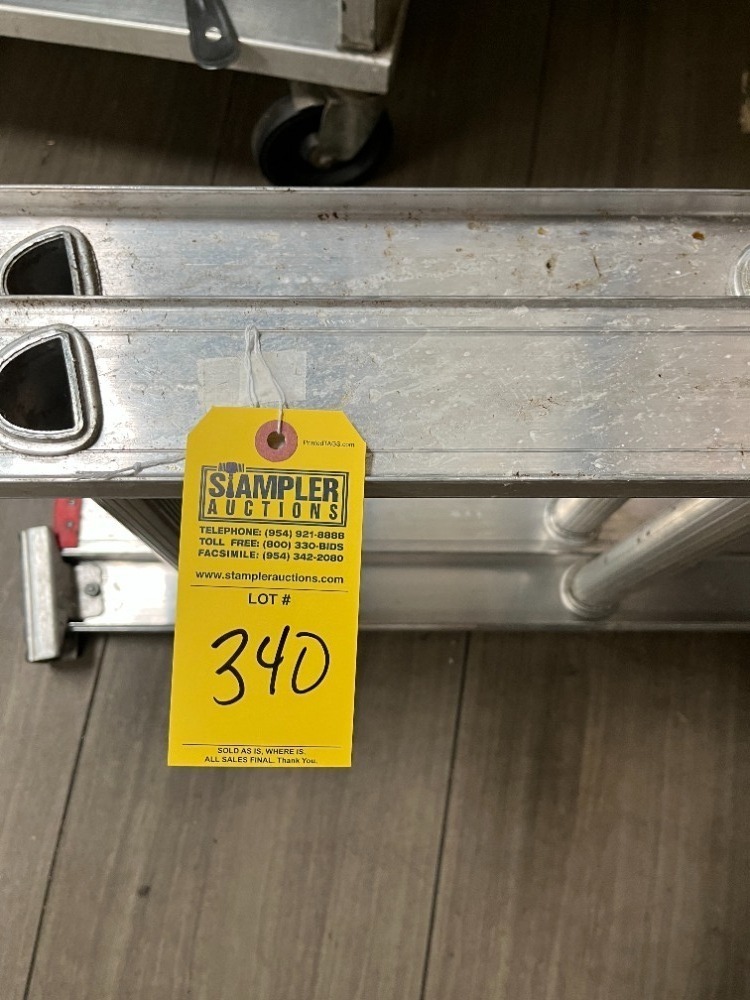 PrintedTAGS.com
STAMPLER
AUCTIONS
TELEPHONE: (954) 921-8888
TOLL FREE: (800) 330-BIDS
FACSIMILE: (954) 342-2080
www.stamplerauctions.com
LOT #
340
SOLD AS IS, WHERE IS.
ALL SALES FINAL. Thank You.